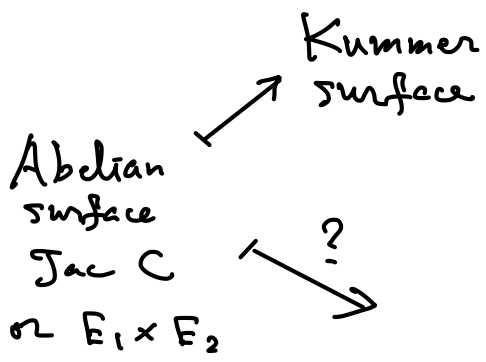 Kummer
surface
Abelian
surface
Jac C
?
or E₁ × E₂